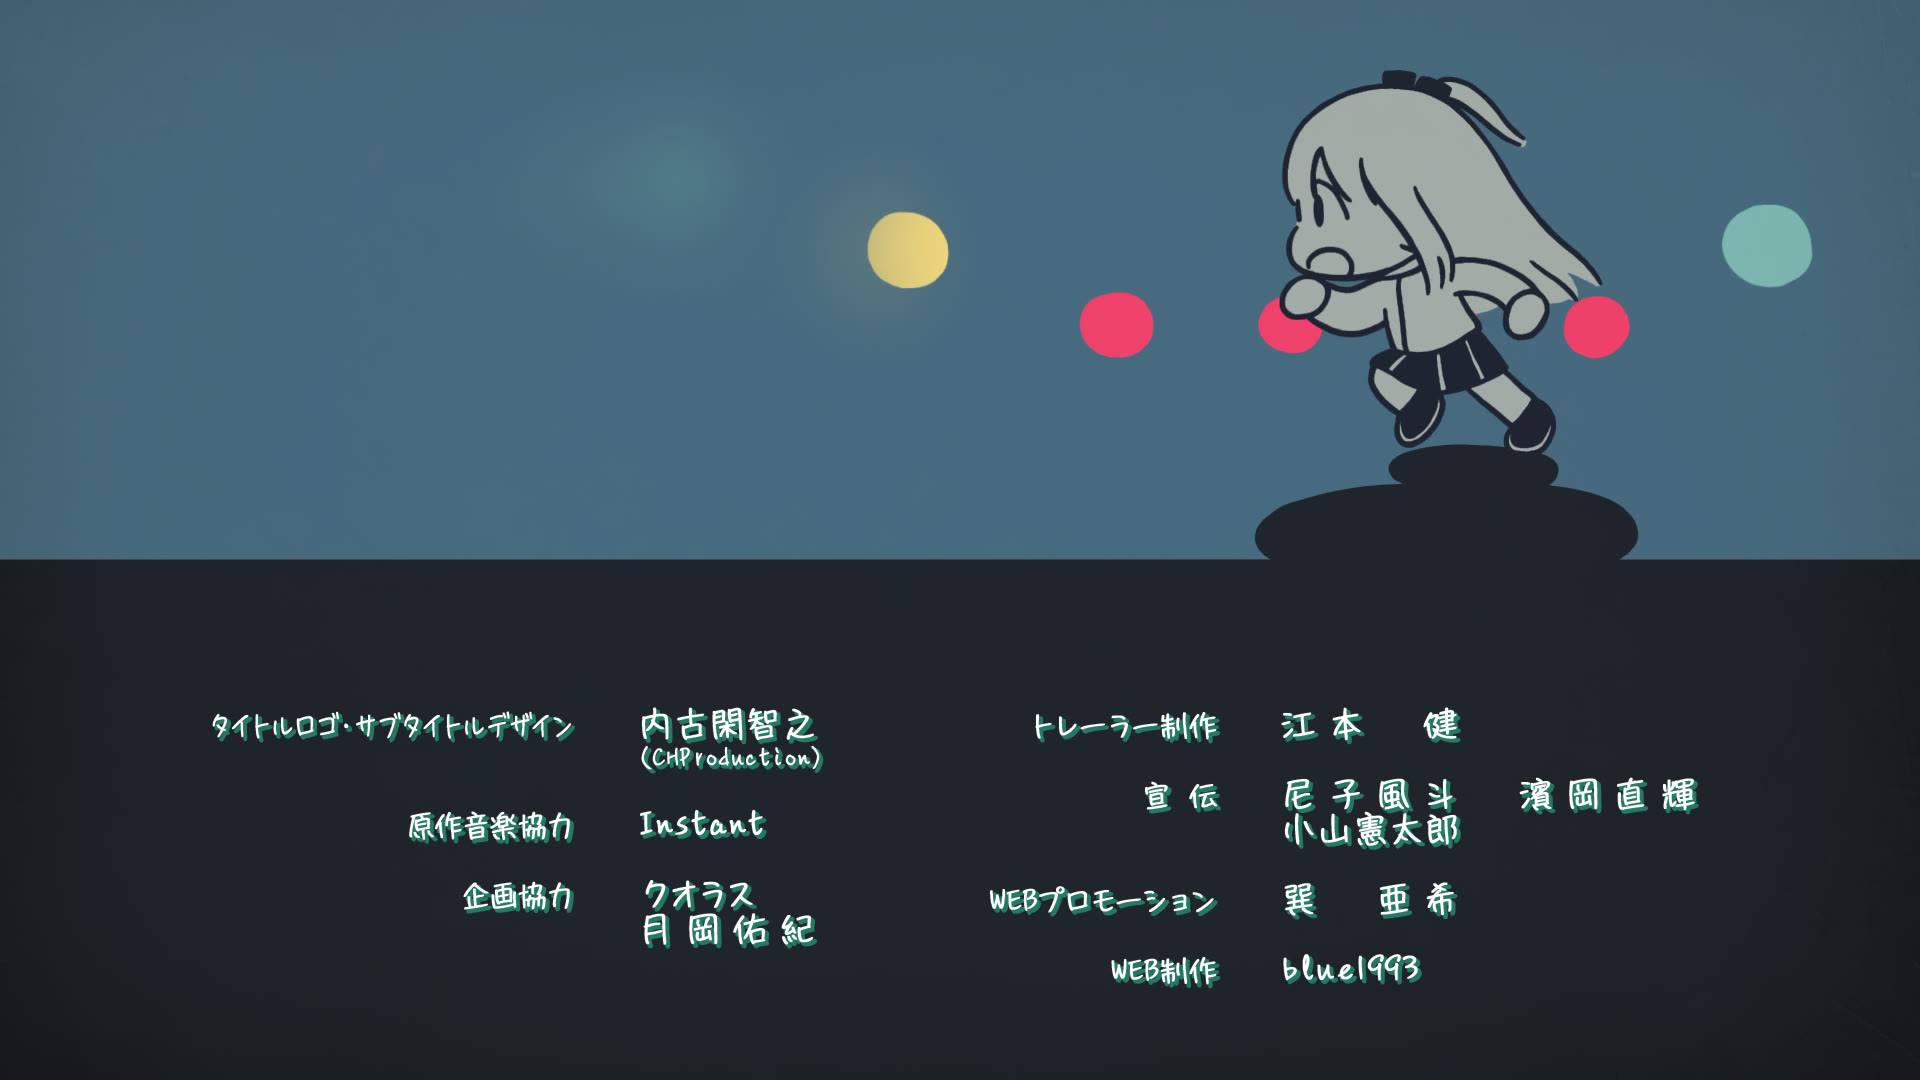 タイトルロゴ・サブタイトルデザイン 内古閑智之
(CHProduction)
原作音楽協力 Instant
企画協力 クオラス
月岡佑紀
トレーラー制作 江本 健
宣伝 尼子風斗 濱岡直輝
小山憲太郎
WEBプロモーション 巽 亜希
WEB制作 blue1993